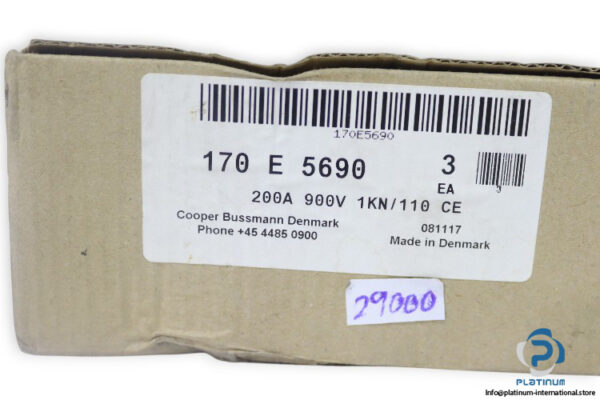 170E5690
170 E 5690
3
EA
3
200A 900V 1KN/110 CE
Cooper Bussmann Denmark
081117
Phone +45 4485 0900
Made in Denmark
29000
PLATINUM
Info@platinum-international.store